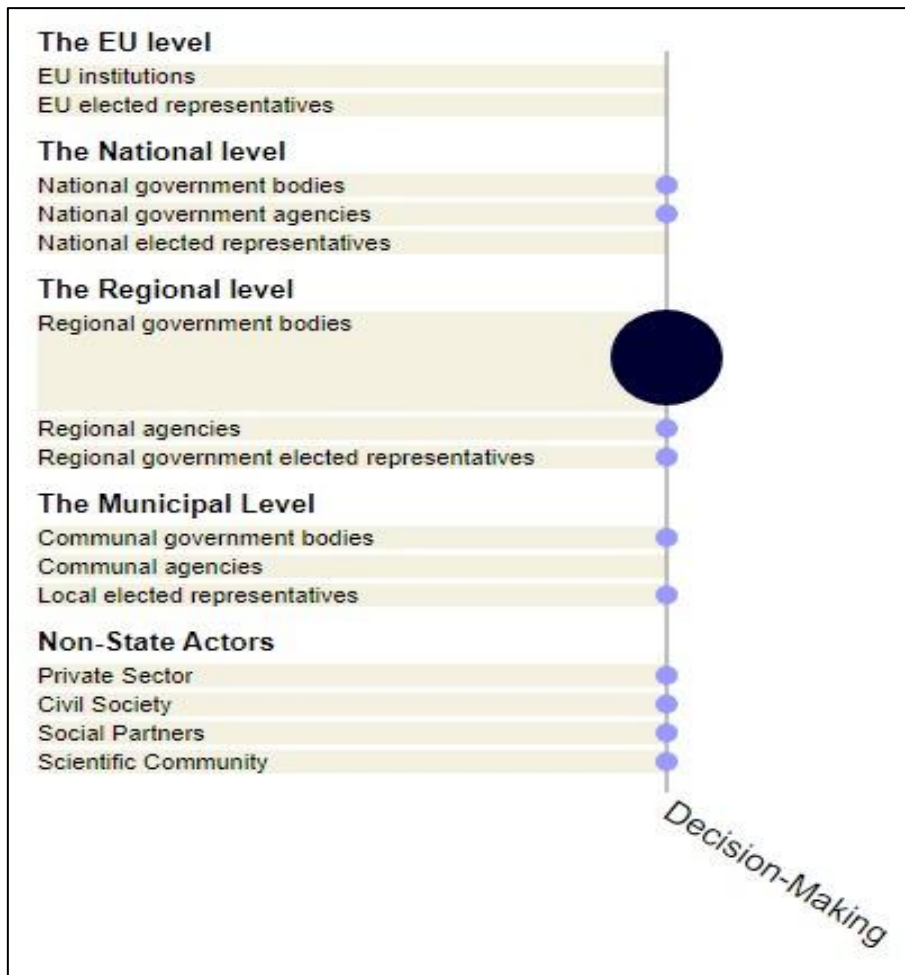 The EU level
EU institutions
EU elected representatives
The National level
National government bodies
National government agencies
National elected representatives
The Regional level
Regional government bodies
Regional agencies
Regional government elected representatives
The Municipal Level
Communal government bodies
Communal agencies
Local elected representatives
Non-State Actors
Private Sector
Civil Society
Social Partners
Scientific Community
Decision-Making